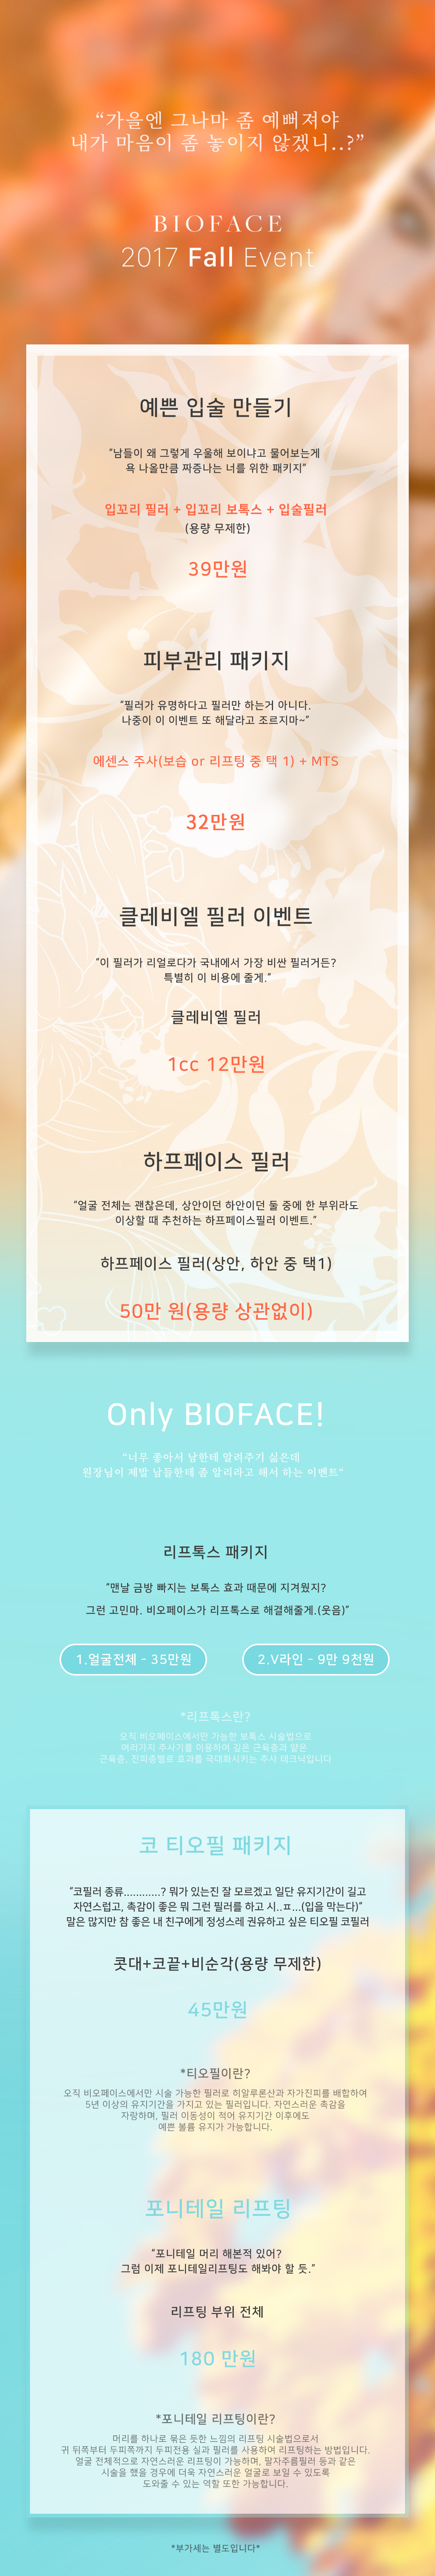 “가을엔 그나마 좀 예뻐져야
내가 마음이 좀 놓이지 않겠니..?”
BIOFACE
2017 Fall Event
예쁜 입술 만들기
“남들이 왜 그렇게 우울해 보이냐고 물어보는게
욕 나올만큼 짜증나는 너를 위한 패키지”
입꼬리 필러 + 입꼬리 보톡스 + 입술필러
(용량 무제한)
39만원
피부관리 패키지
“필러가 유명하다고 필러만 하는거 아니다.
나중이 이 이벤트 또 해달라고 조르지마~”
에센스 주사(보습 or 리프팅 중 택 1) + MTS
32만원
클레비엘 필러 이벤트
“이 필러가 리얼로다가 국내에서 가장 비싼 필러거든?
특별히 이 비용에 줄게.”
클레비엘 필러
1cc 12만원
하프페이스 필러
“얼굴 전체는 괜찮은데, 상안이던 하안이던 둘 중에 한 부위라도
이상할 때 추천하는 하프페이스필러 이벤트.”
하프페이스 필러(상안, 하안 중 택1)
50만 원(용량 상관없이)
Only BIOFACE!
“너무 좋아서 남한테 알려주기 싫은데
원장님이 제발 남들한테 좀 알리라고 해서 하는 이벤트”
리프톡스 패키지
“맨날 금방 빠지는 보톡스 효과 때문에 지겨웠지?
그런 고민마. 비오페이스가 리프톡스로 해결해줄게.(웃음)”
1.얼굴전체 - 35만원
2.V라인 - 9만 9천원
*리프톡스란?
오직 비오페이스에서만 가능한 보톡스 시술법으로
여러가지 주사기를 이용하여 깊은 근육층과 얕은
근육층, 진피층별로 효과를 극대화시키는 주사 테크닉입니다
코 티오필 패키지
“코필러 종류…………? 뭐가 있는진 잘 모르겠고 일단 유지기간이 길고
자연스럽고, 촉감이 좋은 뭐 그런 필러를 하고 시..ㅍ…(입을 막는다)”
말은 많지만 참 좋은 내 친구에게 정성스레 권유하고 싶은 티오필 코필러
콧대+코끝+비순각(용량 무제한)
45만원
*티오필이란?
오직 비오페이스에서만 시술 가능한 필러로 히알루론산과 자가진피를 배합하여
5년 이상의 유지기간을 가지고 있는 필러입니다. 자연스러운 촉감을
자랑하며, 필러 이동성이 적어 유지기간 이후에도
예쁜 볼륨 유지가 가능합니다.
포니테일 리프팅
“포니테일 머리 해본적 있어?
그럼 이제 포니테일리프팅도 해봐야 할 듯.”
리프팅 부위 전체
180 만원
*포니테일 리프팅이란?
머리를 하나로 묶은 듯한 느낌의 리프팅 시술법으로서
귀 뒤쪽부터 두피쪽까지 두피전용 실과 필러를 사용하여 리프팅하는 방법입니다.
얼굴 전체적으로 자연스러운 리프팅이 가능하며, 팔자주름필러 등과 같은
시술을 했을 경우에 더욱 자연스러운 얼굴로 보일 수 있도록
도와줄 수 있는 역할 또한 가능합니다.
*부가세는 별도입니다*